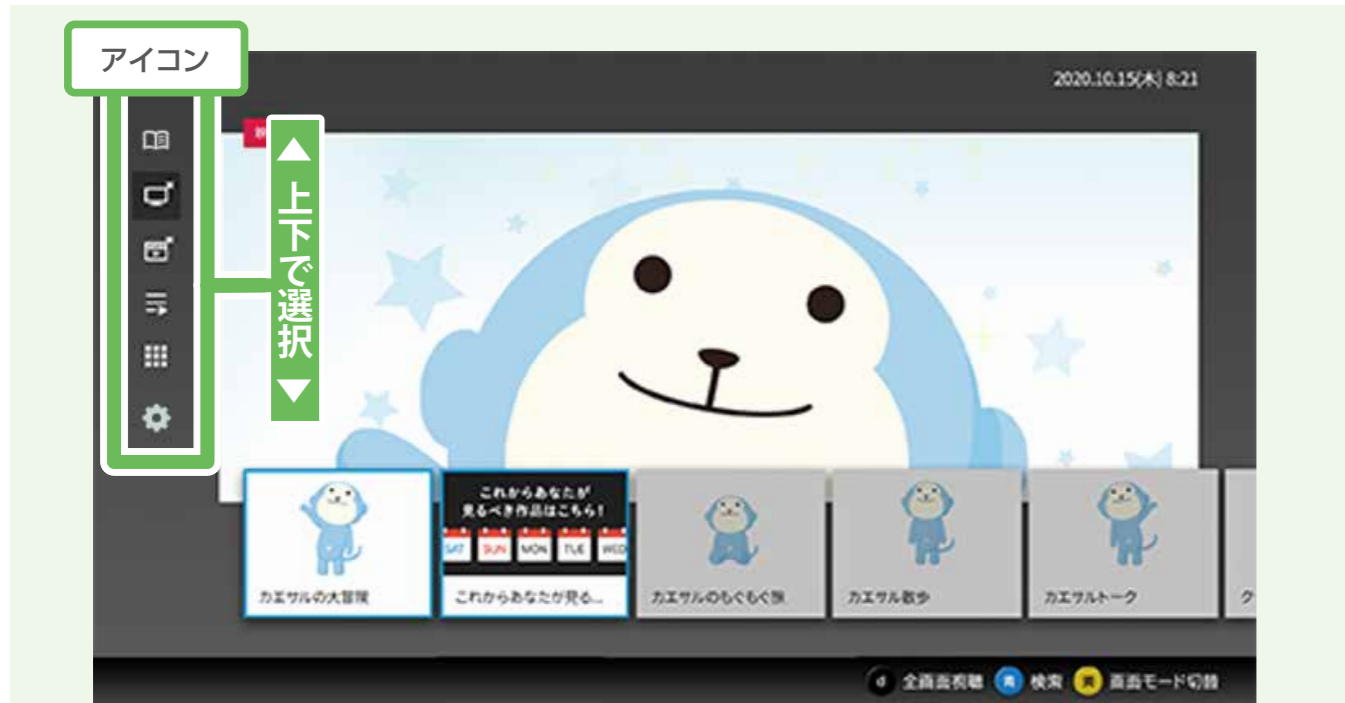 アイコン
2020.10.15(木) 8:21
▲上下で選択▼
これからあなたが
見るべき作品はこちら!
SAT SUN MON TUE WED
カエサルの大冒険
これからあなたが見る...
カエサルのもぐもぐ旅
カエサル散歩
カエサルトーク
ク
d 全画面視聴 青 検索 黄 画面モード切替